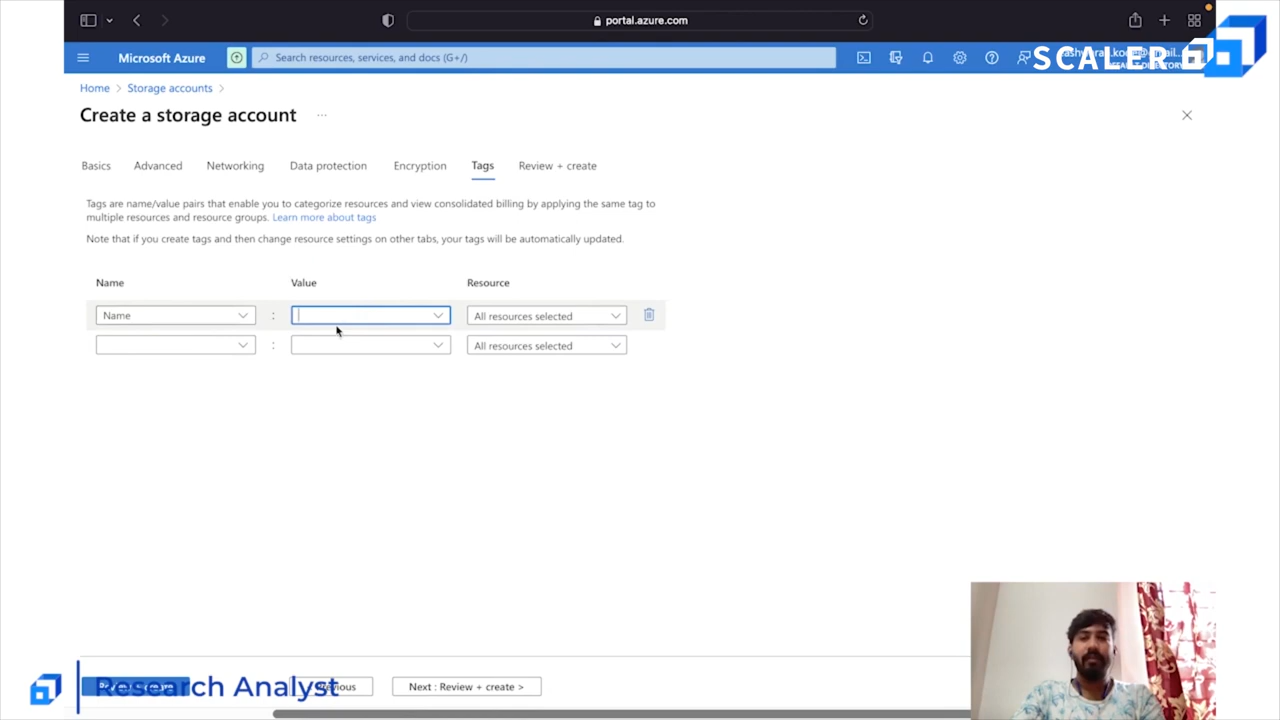 portal.azure.com
Microsoft Azure
Search resources, services, and docs (G+/)
SCALER
Home > Storage accounts >
Create a storage account ...
Basics Advanced Networking Data protection Encryption Tags Review + create
Tags are name/value pairs that enable you to categorize resources and view consolidated billing by applying the same tag to
multiple resources and resource groups. Learn more about tags
Note that if you create tags and then change resource settings on other tabs, your tags will be automatically updated.
Name Value Resource
Name : All resources selected
: All resources selected
Research Analyst
Next : Review + create >